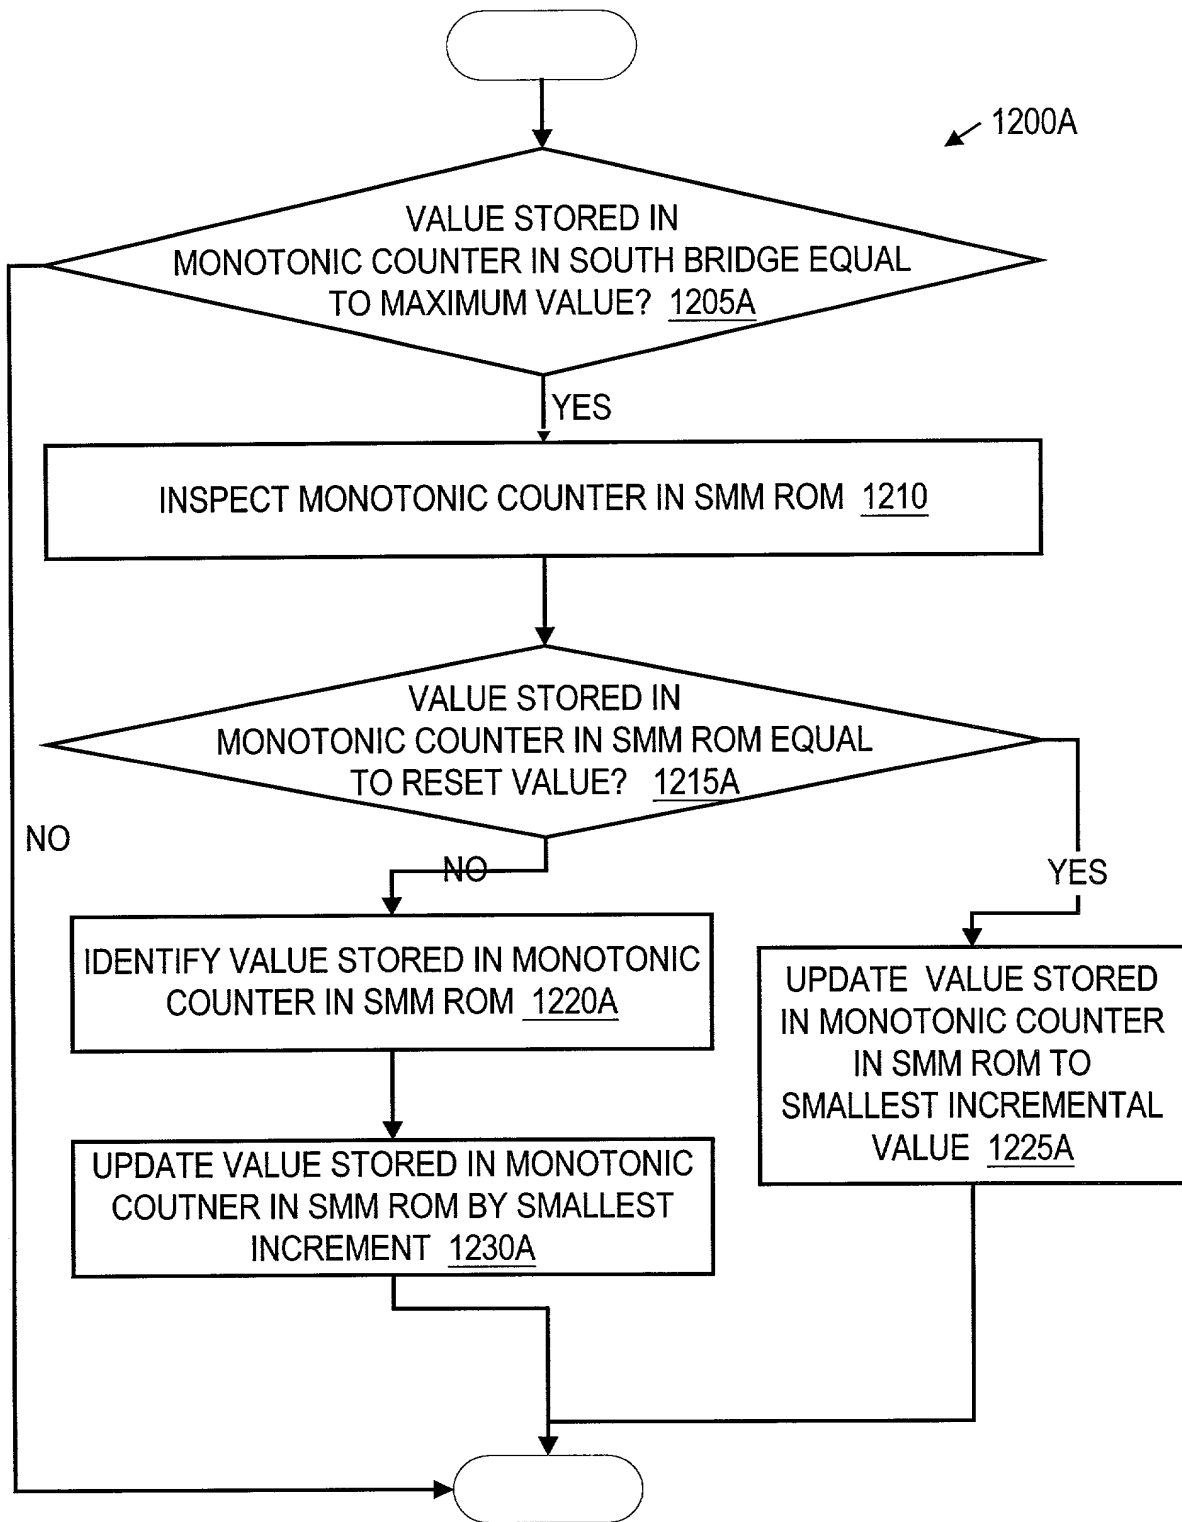 1200A
VALUE STORED IN
MONOTONIC COUNTER IN SOUTH BRIDGE EQUAL
TO MAXIMUM VALUE? 1205A
YES
INSPECT MONOTONIC COUNTER IN SMM ROM 1210
VALUE STORED IN
MONOTONIC COUNTER IN SMM ROM EQUAL
TO RESET VALUE? 1215A
NO
NO
YES
IDENTIFY VALUE STORED IN MONOTONIC
COUNTER IN SMM ROM 1220A
UPDATE VALUE STORED
IN MONOTONIC COUNTER
IN SMM ROM TO
SMALLEST INCREMENTAL
VALUE 1225A
UPDATE VALUE STORED IN MONOTONIC
COUTNER IN SMM ROM BY SMALLEST
INCREMENT 1230A